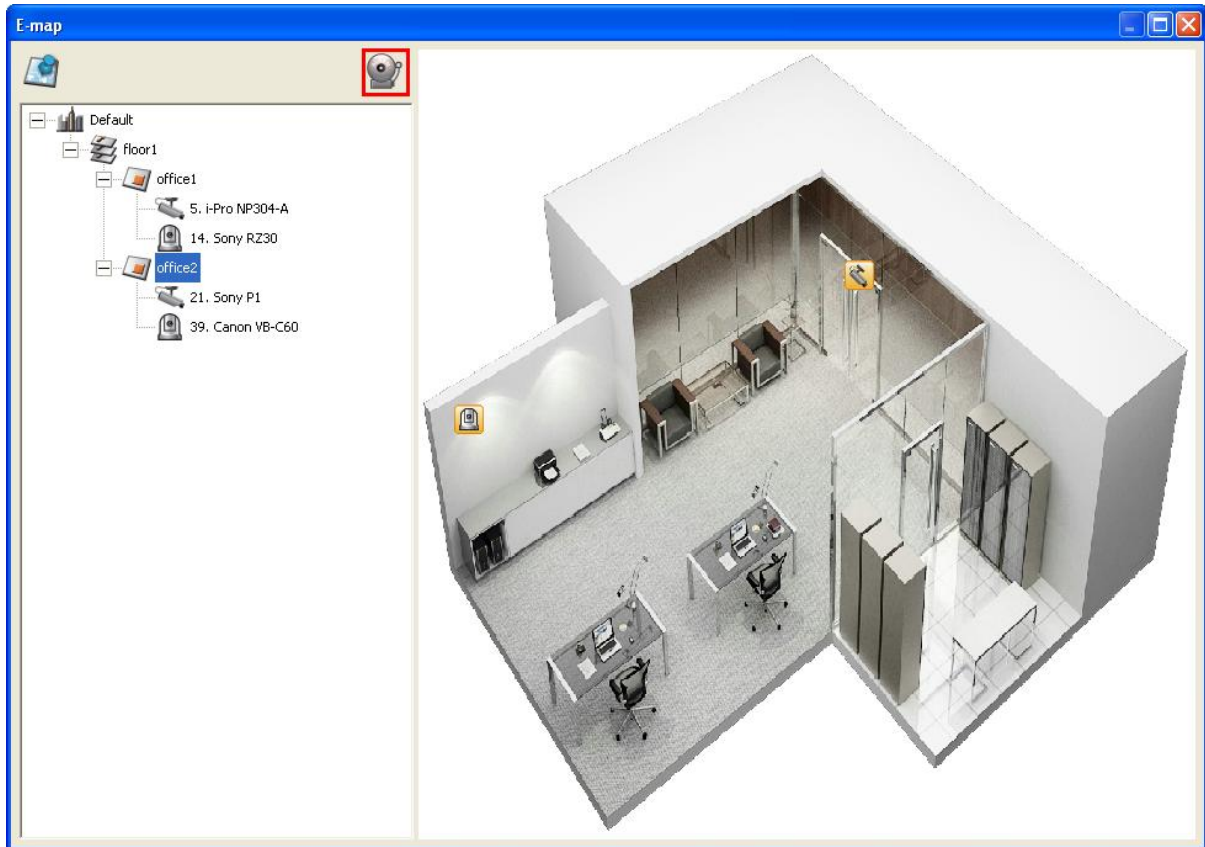 E-map
Default
floor1
office1
5. i-Pro NP304-A
14. Sony RZ30
office2
21. Sony P1
39. Canon VB-C60